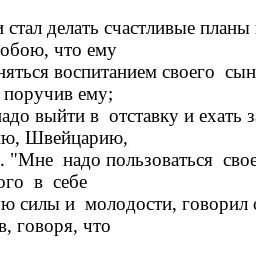 и стал делать счастливые планы
обою, что ему
няться воспитанием своего сын
поручив ему;
надо выйти в отставку и ехать з
ю, Швейцарию,
. "Мне надо пользоваться свое
ого в себе
ю силы и молодости, говорил с
в, говоря, что